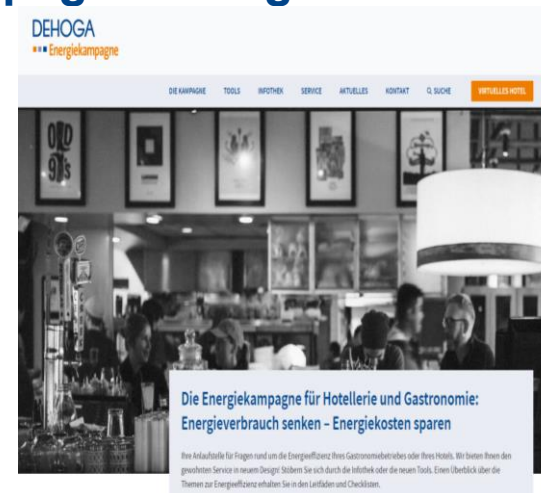 DEHOGA
Energiekampagne
DIE KAMPAGNE TOOLS INFOTHEK SERVICE AKTUELLES KONTAKT SUCHE VIRTUELLES HOTEL
OLD
Die Energiekampagne für Hotellerie und Gastronomie:
Energieverbrauch senken – Energiekosten sparen
Ihre Anlaufstelle für Fragen rund um die Energieeffizienz Ihres Gastronomiebetriebes oder Ihres Hotels. Wir bieten Ihnen den
gewohnten Service in neuem Design! Stöbern Sie sich durch die Infothek oder die neuen Tools. Einen Überblick über die
Themen zur Energieeffizienz erhalten Sie in den Leitfäden und Checklisten.